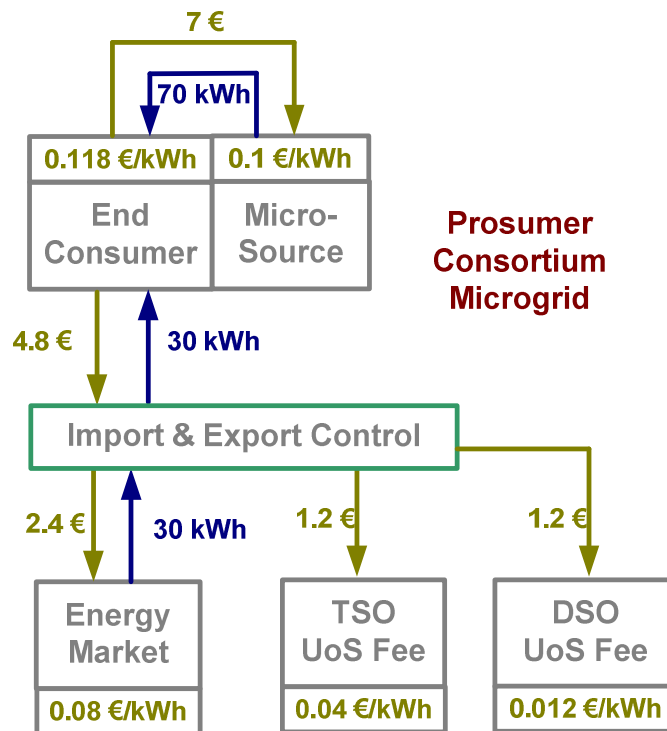 7 €
70 kWh
0.118 €/kWh
0.1 €/kWh
End
Consumer
Micro-
Source
Prosumer
Consortium
Microgrid
4.8 €
30 kWh
Import & Export Control
2.4 €
30 kWh
1.2 €
1.2 €
Energy
Market
TSO
UoS Fee
DSO
UoS Fee
0.08 €/kWh
0.04 €/kWh
0.012 €/kWh